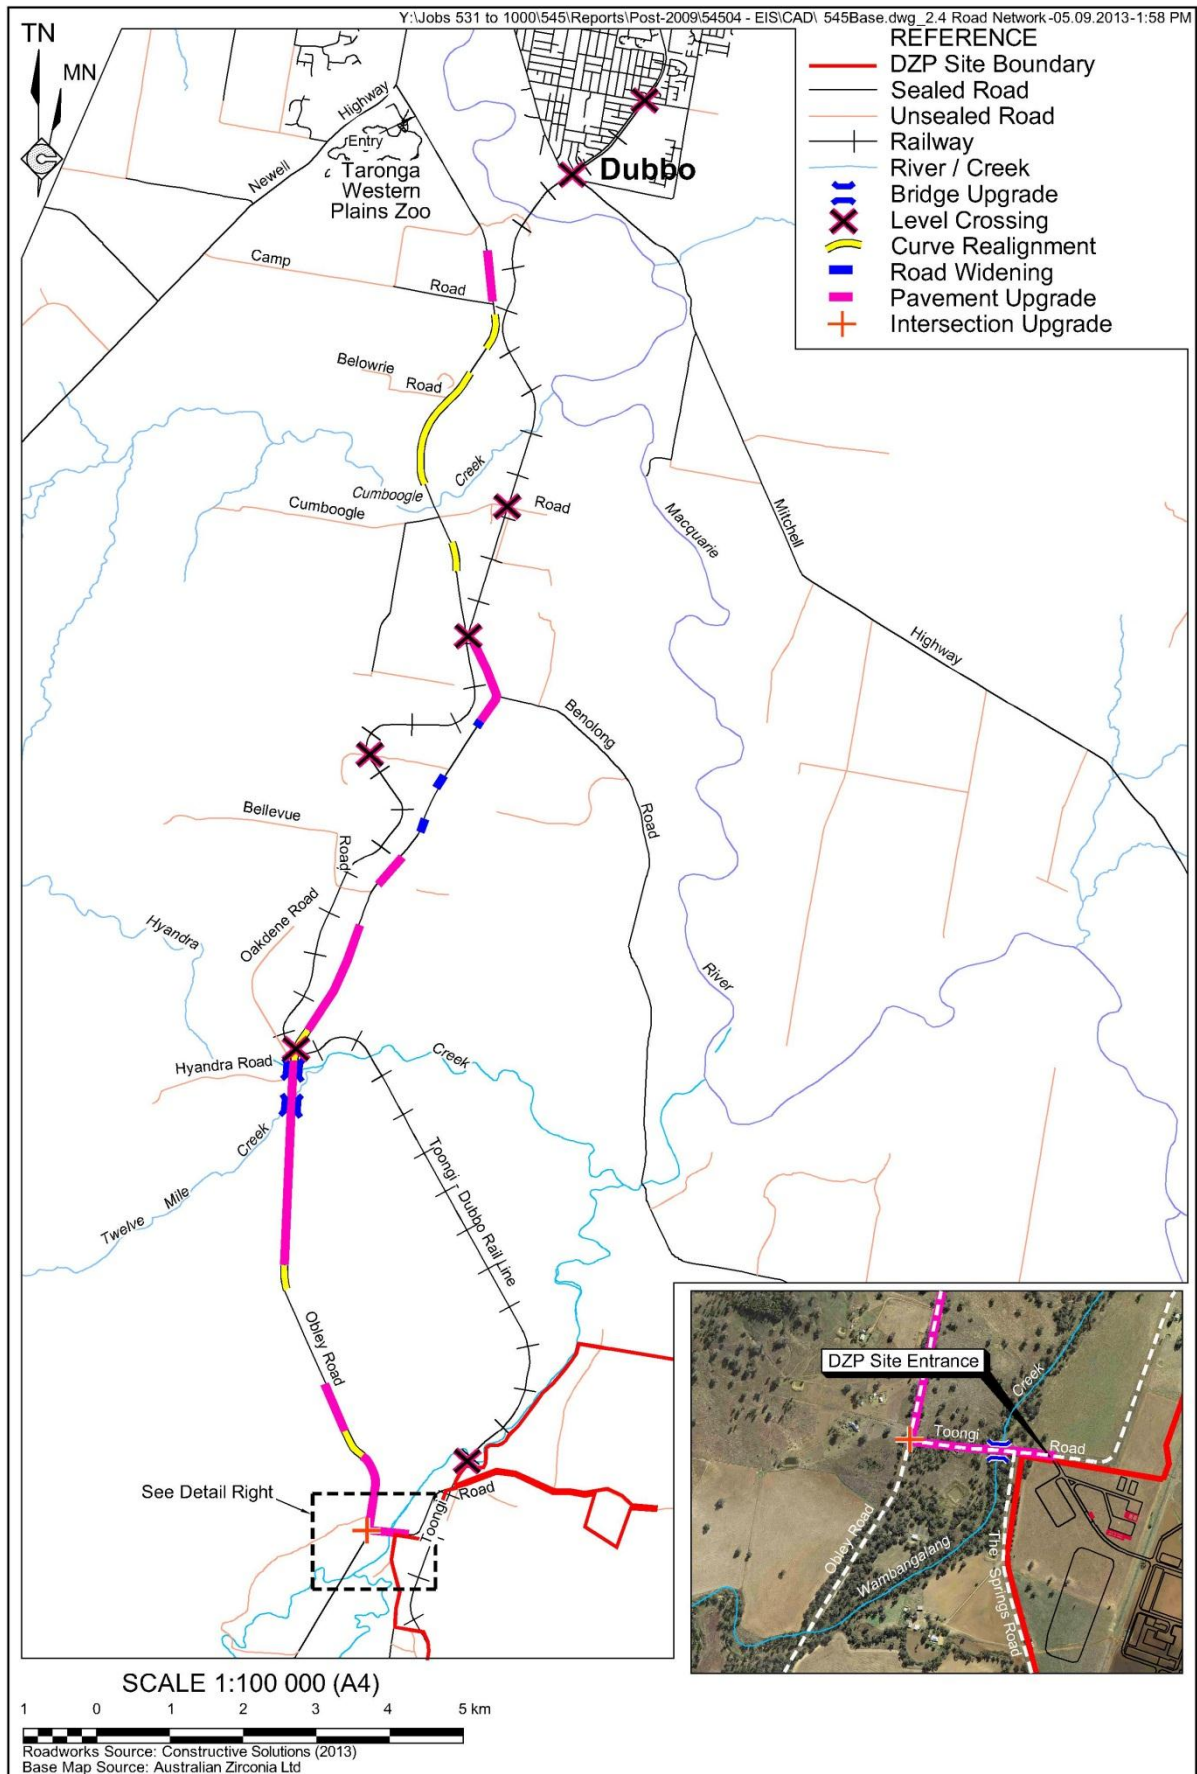 Y:\Jobs 531 to 1000\545\Reports\Post-2009\54504 - EIS\CAD\ 545Base.dwg_2.4 Road Network-05.09.2013-1:58 PM
TN
MN
REFERENCE
DZP Site Boundary
Sealed Road
Unsealed Road
Railway
River / Creek
Bridge Upgrade
Level Crossing
Curve Realignment
Road Widening
Pavement Upgrade
Intersection Upgrade
Newell Highway
Entry
Taronga
Western
Plains Zoo
Dubbo
Camp Road
Belowrie Road
Cumboogle Creek
Cumboogle Road
Macquarie
Mitchell
Highway
Benolong
Road
Bellevue
Road
Oakdene Road
Hyandra
River
Hyandra Road
Creek
Creek
Twelve Mile
Toongi - Dubbo Rail Line
Obley Road
See Detail Right
Toongi Road
DZP Site Entrance
Creek
Toongi Road
Obley Road
Wambangalang
The Springs Road
SCALE 1:100 000 (A4)
1 0 1 2 3 4 5 km
Roadworks Source: Constructive Solutions (2013)
Base Map Source: Australian Zirconia Ltd